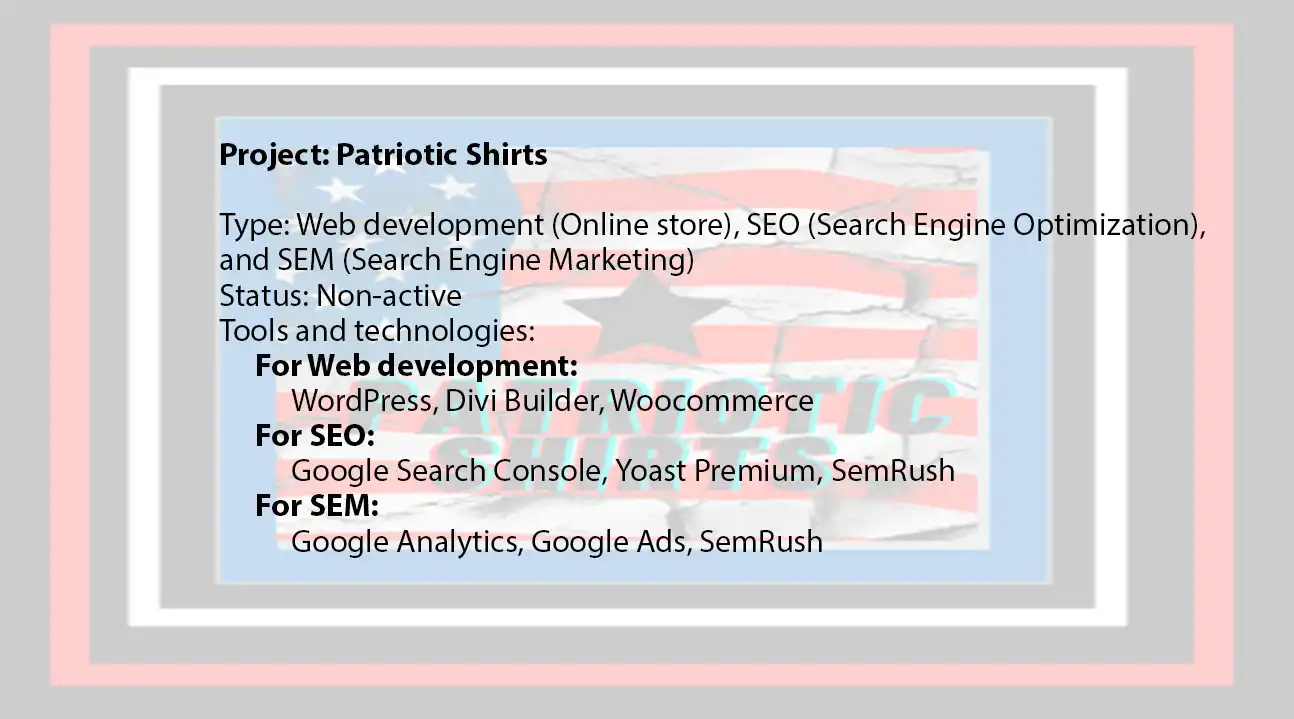 Project: Patriotic Shirts
Type: Web development (Online store), SEO (Search Engine Optimization),
and SEM (Search Engine Marketing)
Status: Non-active
Tools and technologies:
For Web development:
WordPress, Divi Builder, Woocommerce
For SEO:
Google Search Console, Yoast Premium, SemRush
For SEM:
Google Analytics, Google Ads, SemRush
PATRIOTIC
SHIRTS